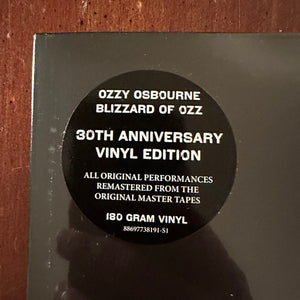 OZZY OSBOURNE
BLIZZARD OF OZZ
30TH ANNIVERSARY
VINYL EDITION
ALL ORIGINAL PERFORMANCES
REMASTERED FROM THE
ORIGINAL MASTER TAPES
180 GRAM VINYL
88697738191-S1